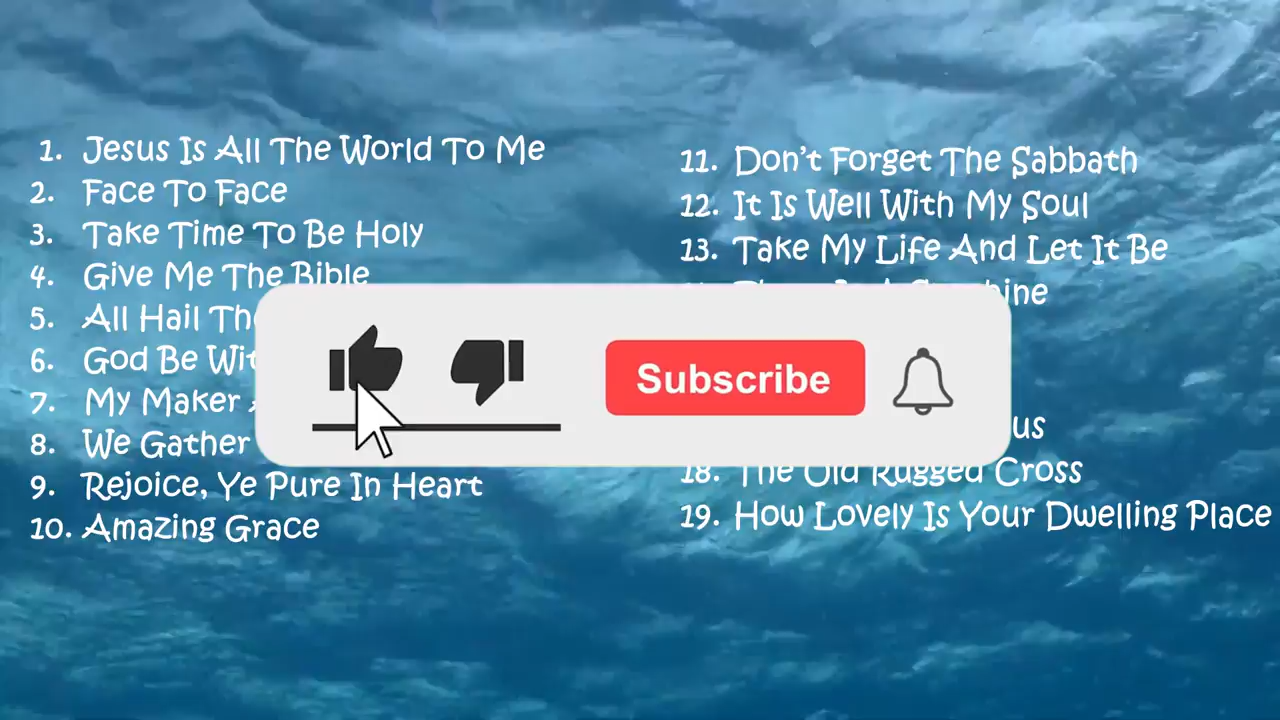 1. Jesus Is All The World To Me
2. Face To Face
3. Take Time To Be Holy
4. Give Me The Bible
5. All Hail The
6. God Be With
7. My Maker
8. We Gather
9. Rejoice, Ye Pure In Heart
10. Amazing Grace
11. Don't Forget The Sabbath
12. It Is Well With My Soul
13. Take My Life And Let It Be
Subscribe
18. The Old Rugged Cross
19. How Lovely Is Your Dwelling Place